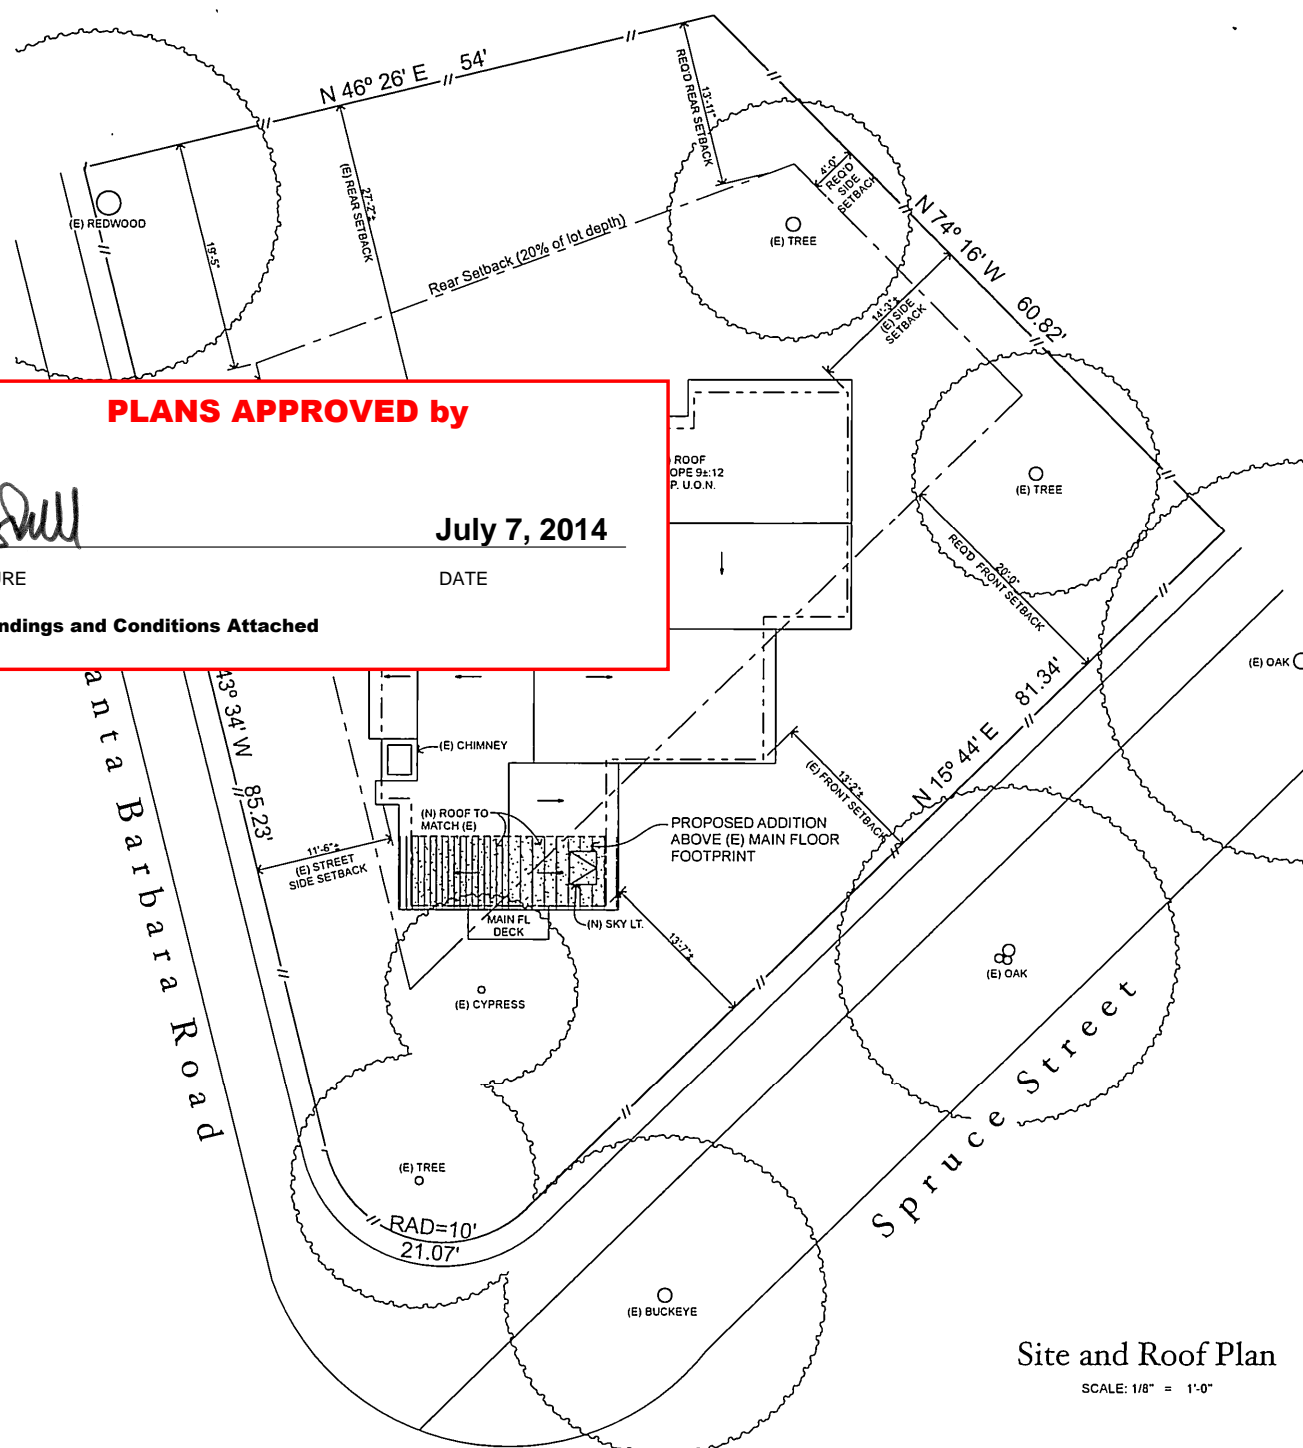 N 46º 26' E 54'
REQ'D REAR SETBACK
13'-11"
(E) REDWOOD
19'-5"
27'-2"±
(E) REAR SETBACK
Rear Setback (20% of lot depth)
4'-0"
REQ'D
SIDE
SETBACK
(E) TREE
N 74º 16' W 60.82'
14'-3"±
(E) SIDE
SETBACK
PLANS APPROVED by
July 7, 2014
DATE
ndings and Conditions Attached
ROOF
OPE 9±:12
P. U.O.N.
(E) TREE
20'-0"
REQ'D FRONT SETBACK
(E) OAK
anta Barbara Road
43º 34' W 85.23'
(E) CHIMNEY
(N) ROOF TO
MATCH (E)
PROPOSED ADDITION
ABOVE (E) MAIN FLOOR
FOOTPRINT
13'-2"±
(E) FRONT SETBACK
N 15º 44' E 81.34'
11'-6"±
(E) STREET
SIDE SETBACK
MAIN FL
DECK
(N) SKY LT.
13'-7"±
(E) CYPRESS
(E) OAK
Spruce Street
(E) TREE
RAD=10'
21.07'
(E) BUCKEYE
Site and Roof Plan
SCALE: 1/8" = 1'-0"